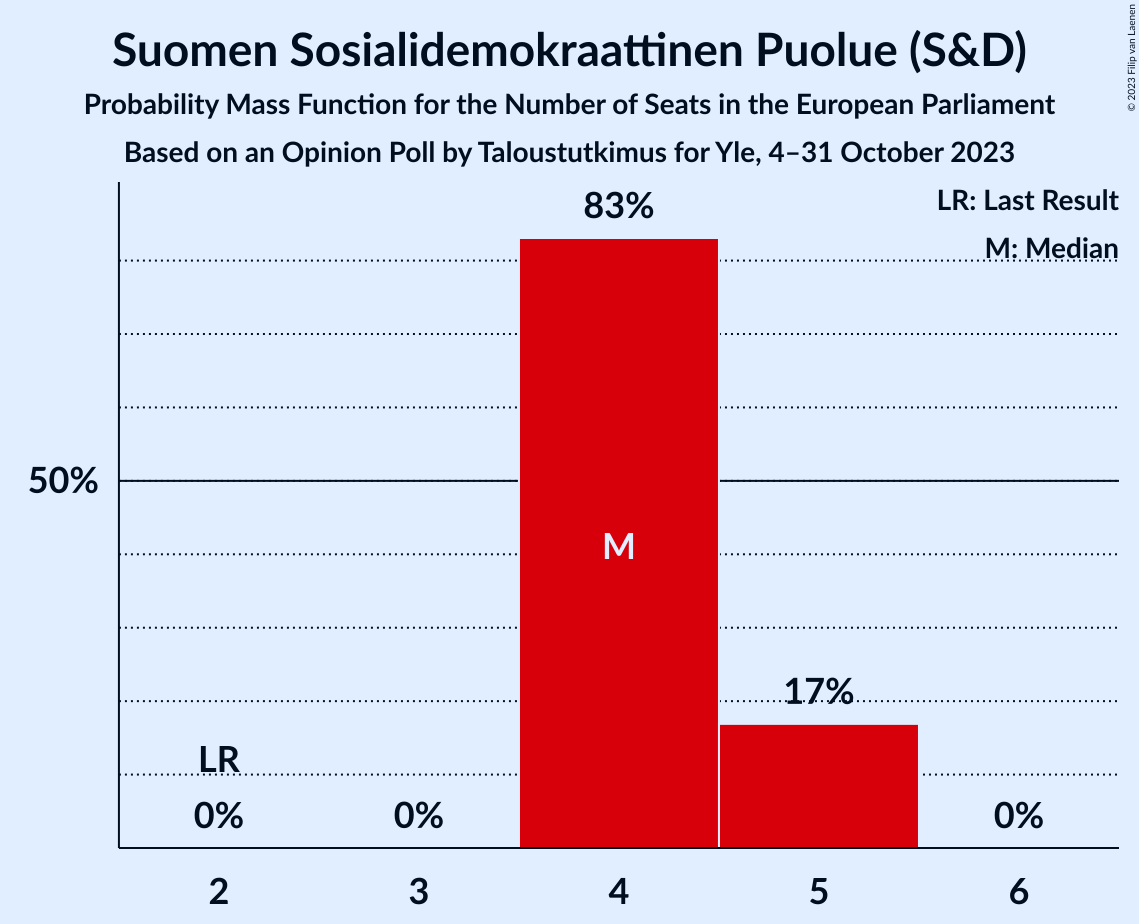 Suomen Sosialidemokraattinen Puolue (S&D)
Probability Mass Function for the Number of Seats in the European Parliament
Based on an Opinion Poll by Taloustutkimus for Yle, 4–31 October 2023
© 2023 Filip van Laenen
LR: Last Result
M: Median
83%
50%
M
17%
LR
0%
0%
0%
2
3
4
5
6